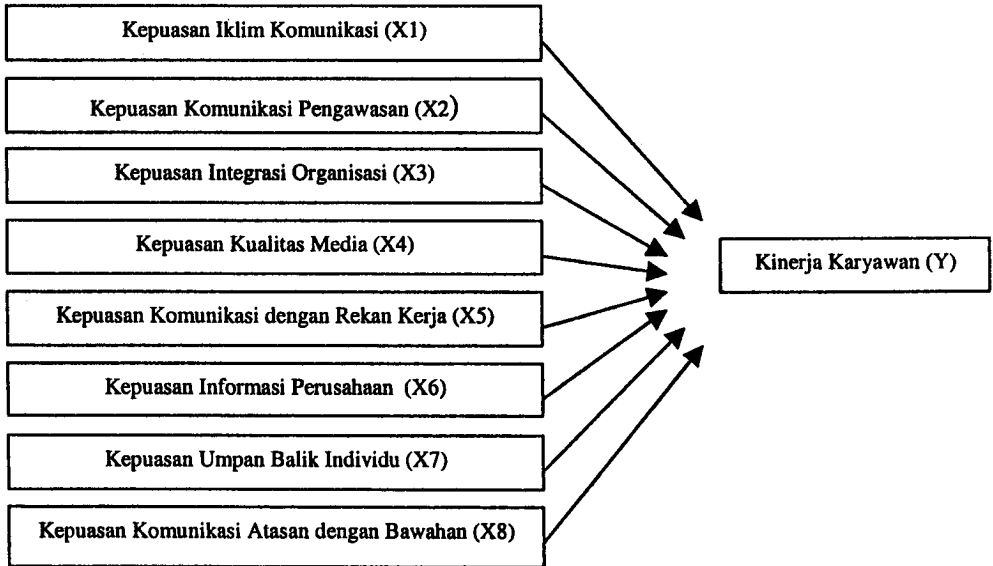 Kepuasan Iklim Komunikasi (X1)
Kepuasan Komunikasi Pengawasan (X2)
Kepuasan Integrasi Organisasi (X3)
Kepuasan Kualitas Media (X4)
Kepuasan Komunikasi dengan Rekan Kerja (X5)
Kepuasan Informasi Perusahaan (X6)
Kepuasan Umpan Balik Individu (X7)
Kepuasan Komunikasi Atasan dengan Bawahan (X8)
Kinerja Karyawan (Y)